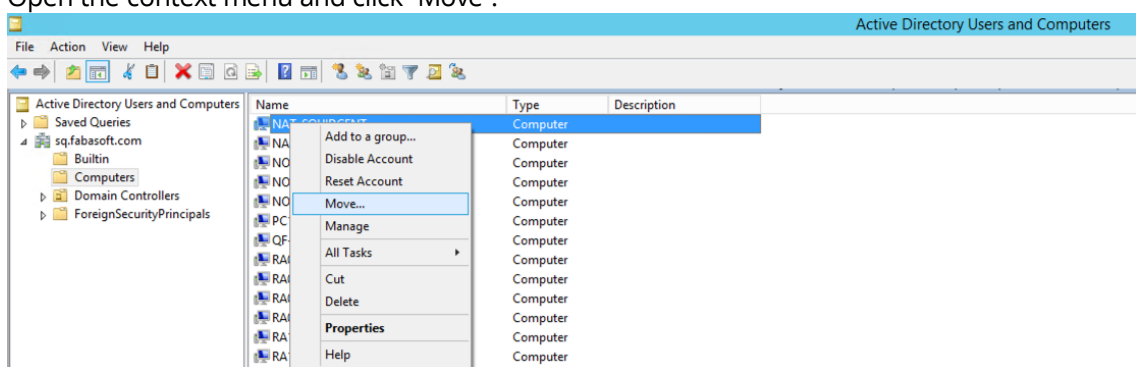 Open the context menu and click "Move".
Active Directory Users and Computers
File Action View Help
Active Directory Users and Computers
Saved Queries
sq.fabasoft.com
Builtin
Computers
Domain Controllers
ForeignSecurityPrincipals
Name Type Description
Computer
NA Computer
NO Computer
NO Computer
NO Computer
PC Computer
QF- Computer
RA Computer
RA Computer
RA Computer
RA Computer
RA Computer
RA Computer
Add to a group...
Disable Account
Reset Account
Move...
Manage
All Tasks
Cut
Delete
Properties
Help